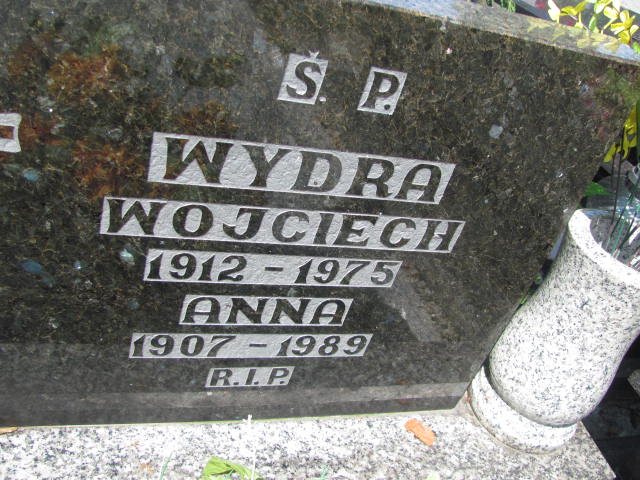 Ś. P.
WYDRA
WOJCIECH
1912 - 1975
ANNA
1907 - 1989
R.I.P.